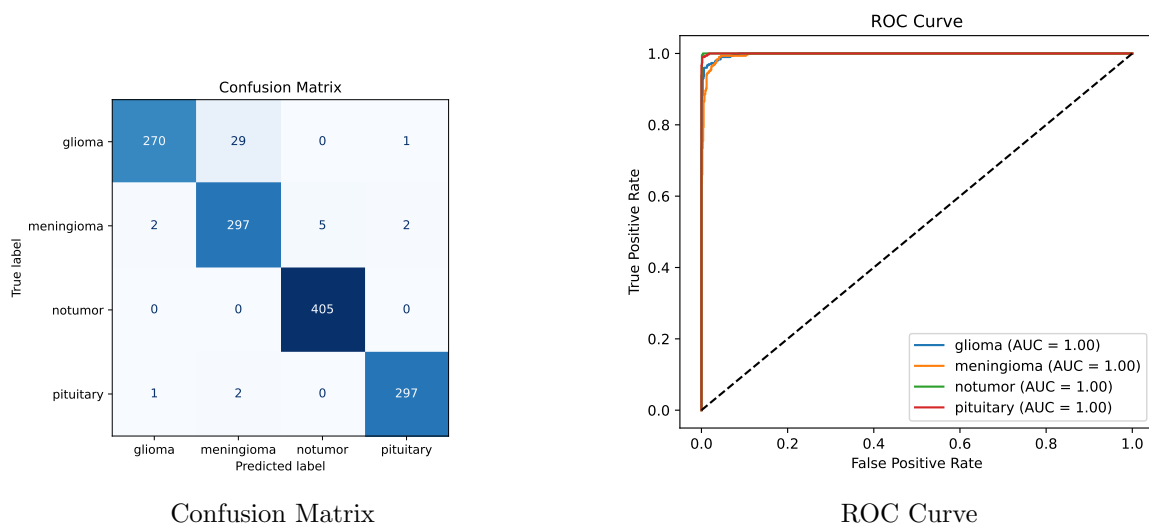 Confusion Matrix
glioma 270 29 0 1
meningioma 2 297 5 2
notumor 0 0 405 0
pituitary 1 2 0 297
True label
glioma meningioma notumor pituitary
Predicted label
Confusion Matrix
ROC Curve
1.0
0.8
0.6
0.4
0.2
0.0
True Positive Rate
glioma (AUC = 1.00)
meningioma (AUC = 1.00)
notumor (AUC = 1.00)
pituitary (AUC = 1.00)
0.0 0.2 0.4 0.6 0.8 1.0
False Positive Rate
ROC Curve